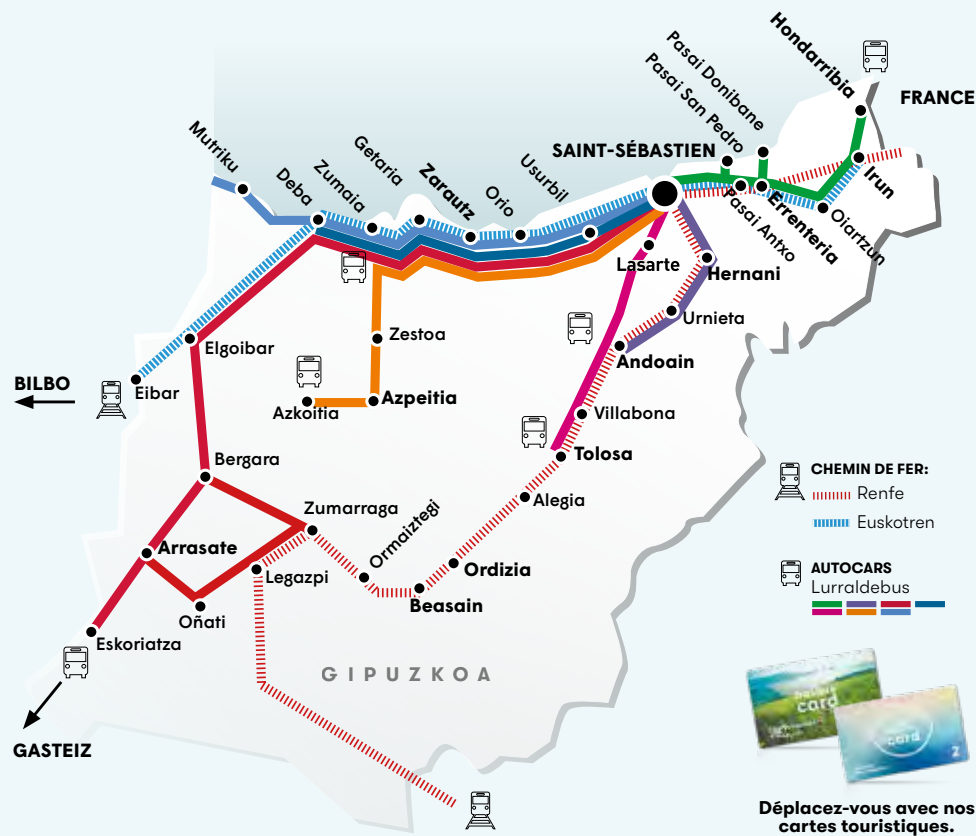 Hondarribia
FRANCE
Pasai Donibane
Pasai San Pedro
SAINT-SÉBASTIEN
Mutriku
Deba
Zumaia
Getaria
Zarautz
Orio
Usurbil
Irun
Oiartzun
Errenteria
Pasai Antxo
Lasarte
Hernani
Urnieta
Andoain
Elgoibar
Zestoa
BILBO
Eibar
Azkoitia
Azpeitia
Villabona
Tolosa
Bergara
Alegia
Zumarraga
Ormaiztegi
Arrasate
Legazpi
Ordizia
Beasain
Oñati
Eskoriatza
GIPUZKOA
GASTEIZ
CHEMIN DE FER:
Renfe
Euskotren
AUTOCARS
Lurraldebus
card
card
2
Déplacez-vous avec nos
cartes touristiques.